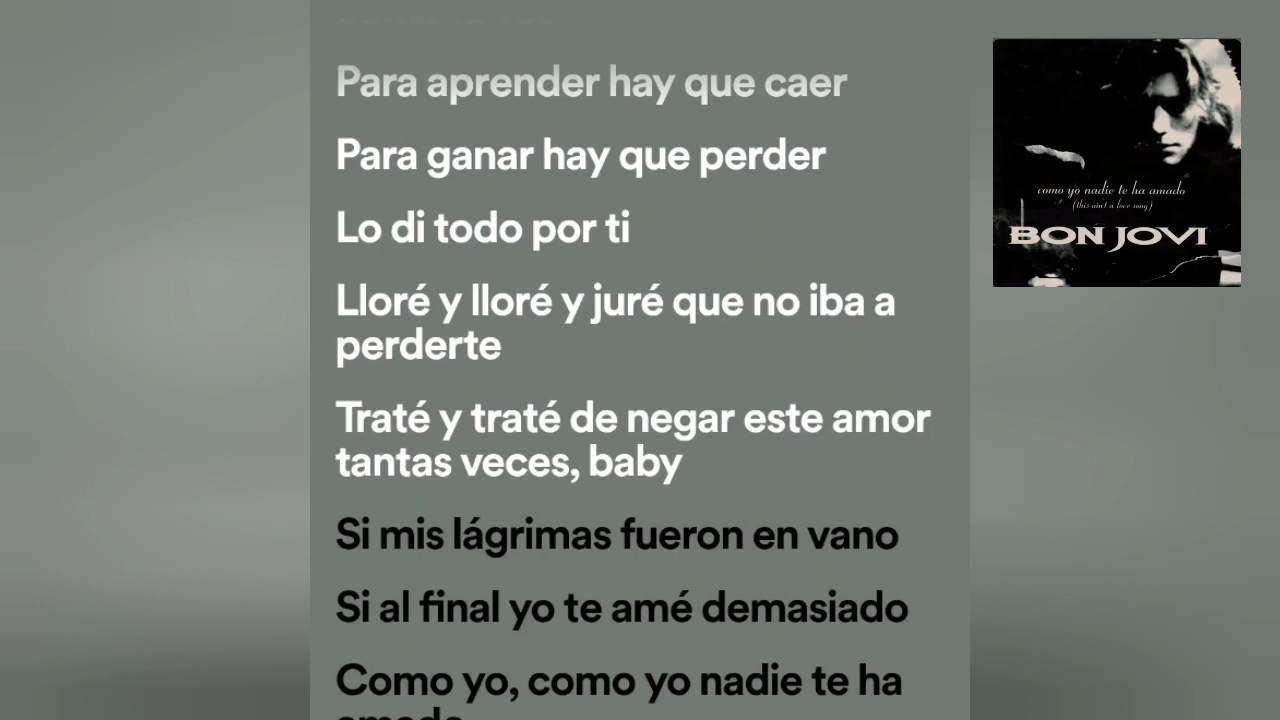 Para aprender hay que caer
Para ganar hay que perder
Lo di todo por ti
Lloré y lloré y juré que no iba a
perderte
Traté y traté de negar este amor
tantas veces, baby
Si mis lágrimas fueron en vano
Si al final yo te amé demasiado
Como yo, como yo nadie te ha
como yo nadie te ha amado
(this ain't a love song)
BON JOVI